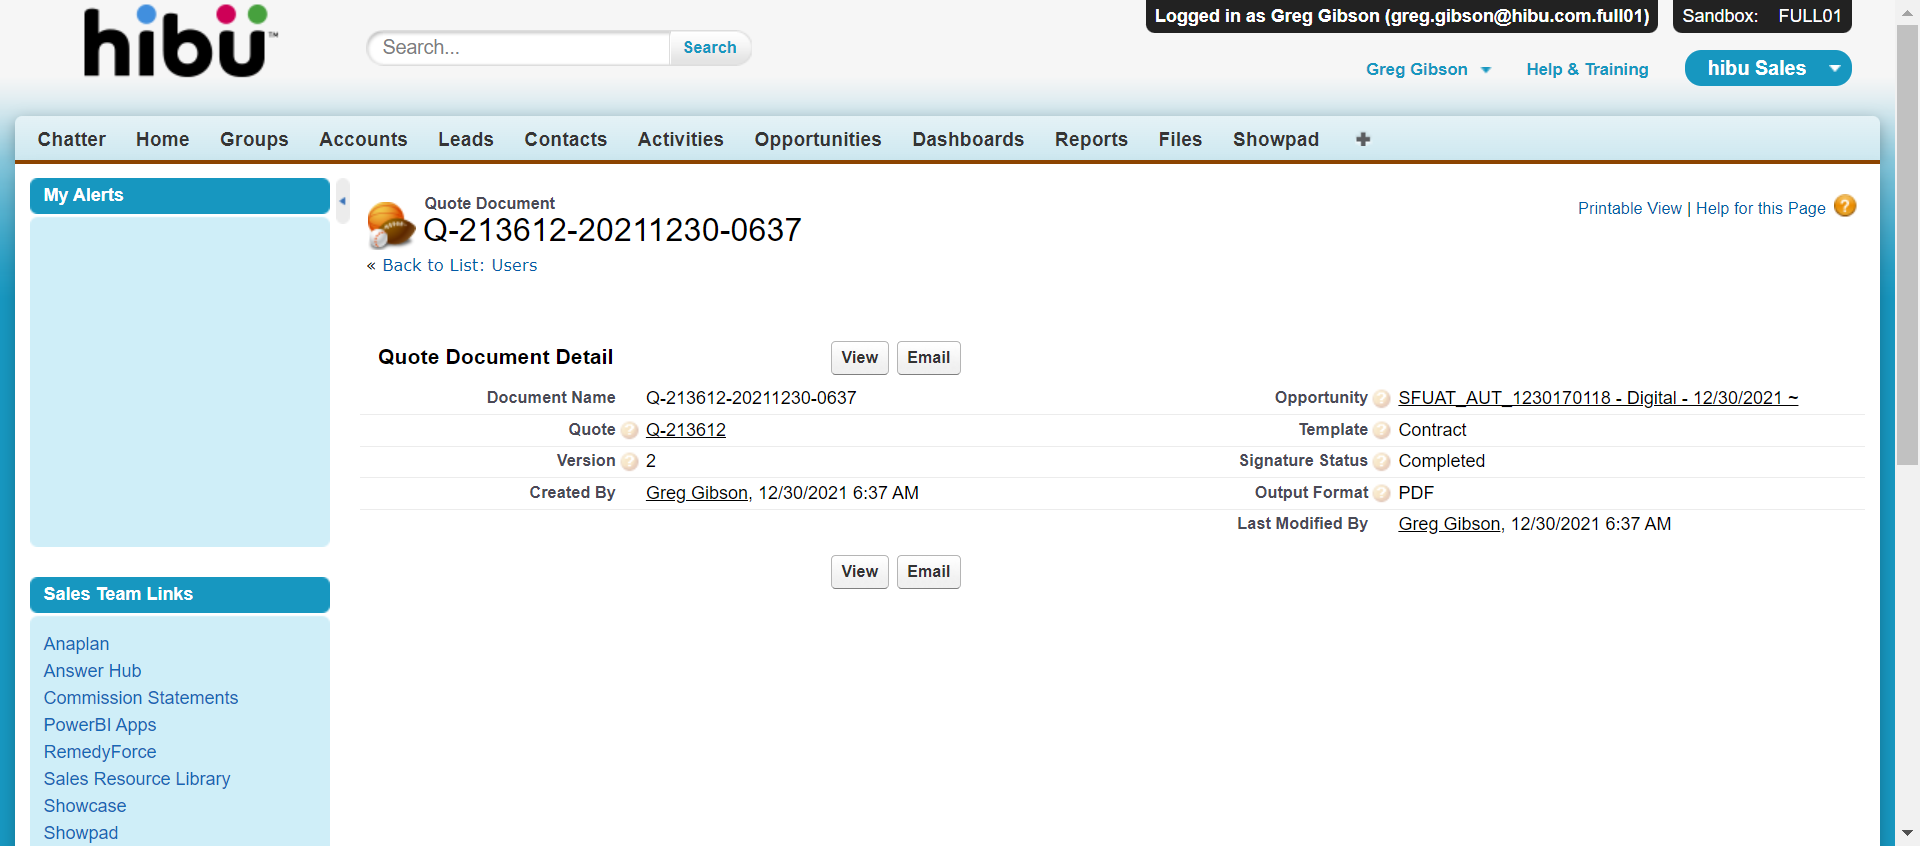 hibu™
Search...
Search
Logged in as Greg Gibson (greg.gibson@hibu.com.full01)
Sandbox: FULL01
Greg Gibson
Help & Training
hibu Sales
Chatter Home Groups Accounts Leads Contacts Activities Opportunities Dashboards Reports Files Showpad
My Alerts
Quote Document
Q-213612-20211230-0637
« Back to List: Users
Printable View | Help for this Page ?
Quote Document Detail
View Email
Document Name Q-213612-20211230-0637
Opportunity ? SFUAT_AUT_1230170118 - Digital - 12/30/2021 ~
Quote ? Q-213612
Template ? Contract
Version ? 2
Signature Status ? Completed
Created By Greg Gibson, 12/30/2021 6:37 AM
Output Format ? PDF
Last Modified By Greg Gibson, 12/30/2021 6:37 AM
View Email
Sales Team Links
Anaplan
Answer Hub
Commission Statements
PowerBI Apps
RemedyForce
Sales Resource Library
Showcase
Showpad